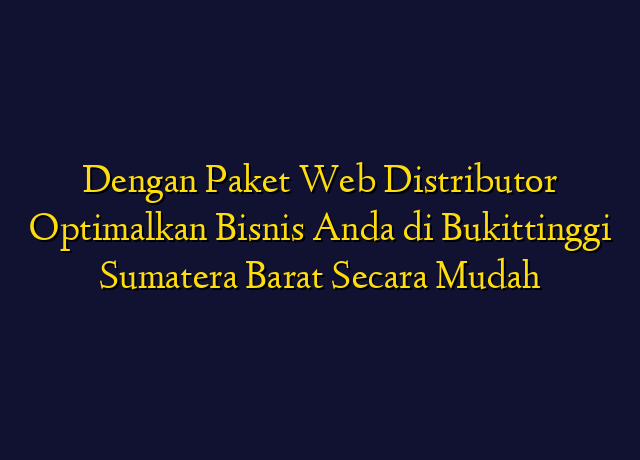 Dengan Paket Web Distributor
Optimalkan Bisnis Anda di Bukittinggi
Sumatera Barat Secara Mudah